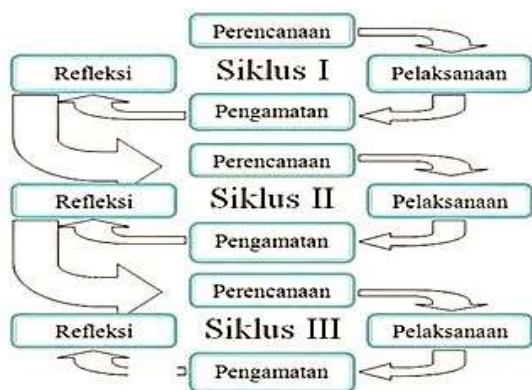 Perencanaan
Refleksi
Siklus I
Pelaksanaan
Pengamatan
Perencanaan
Refleksi
Siklus II
Pelaksanaan
Pengamatan
Perencanaan
Refleksi
Siklus III
Pelaksanaan
Pengamatan